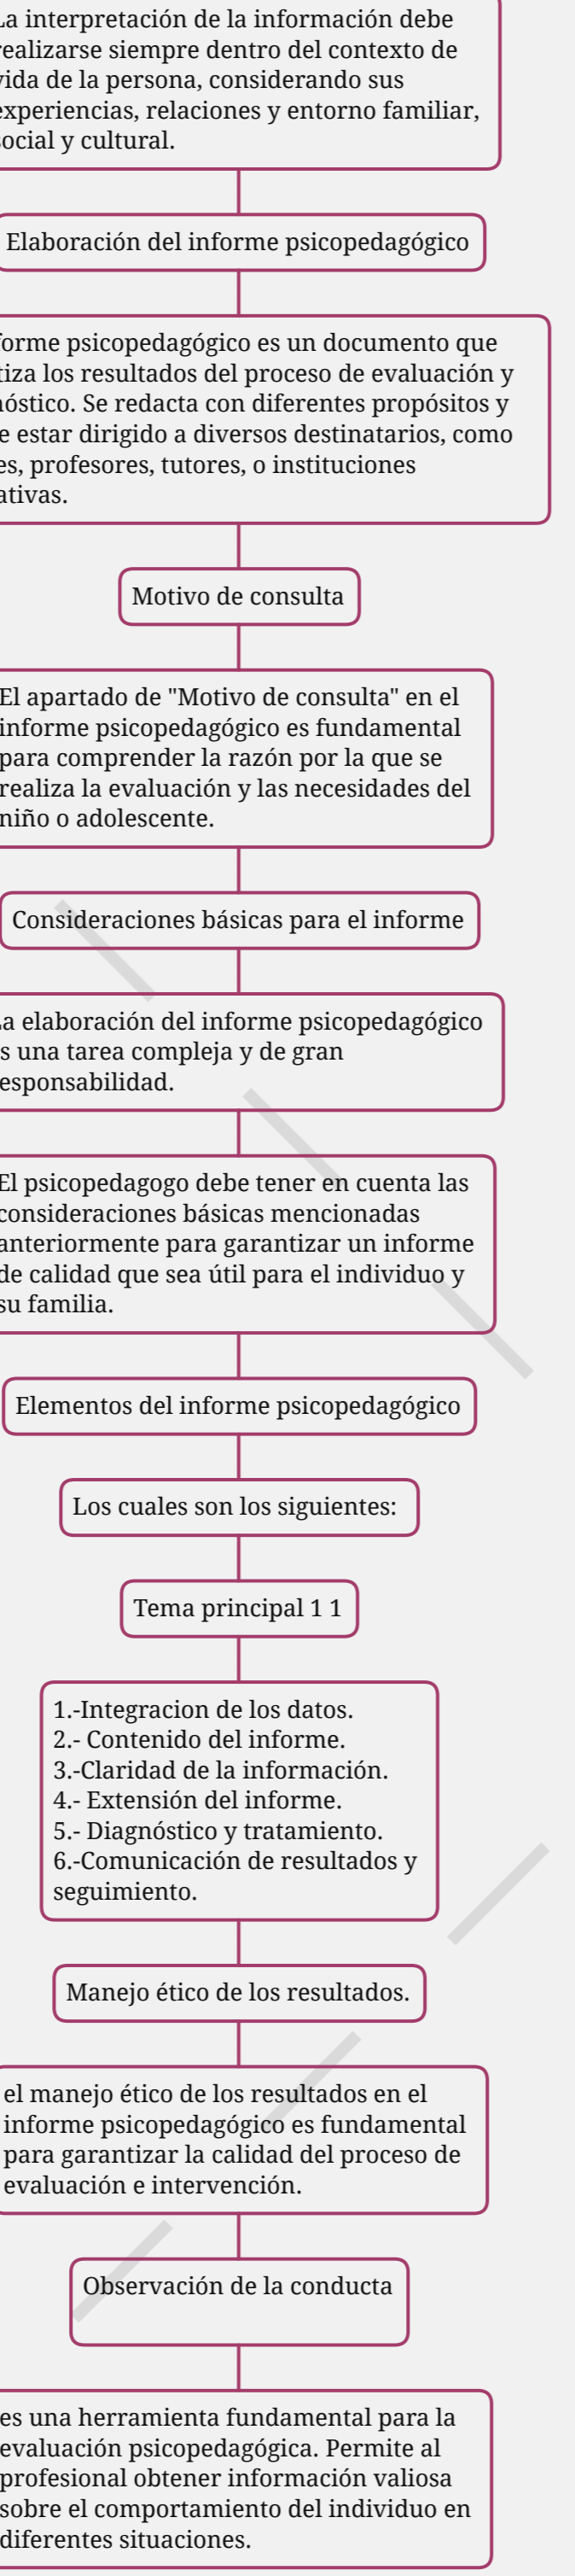 La interpretación de la información debe
realizarse siempre dentro del contexto de
vida de la persona, considerando sus
experiencias, relaciones y entorno familiar,
social y cultural.
Elaboración del informe psicopedagógico
forme psicopedagógico es un documento que
tiza los resultados del proceso de evaluación y
nóstico. Se redacta con diferentes propósitos y
e estar dirigido a diversos destinatarios, como
es, profesores, tutores, o instituciones
ativas.
Motivo de consulta
El apartado de "Motivo de consulta" en el
informe psicopedagógico es fundamental
para comprender la razón por la que se
realiza la evaluación y las necesidades del
niño o adolescente.
Consideraciones básicas para el informe
La elaboración del informe psicopedagógico
s una tarea compleja y de gran
esponsabilidad.
El psicopedagogo debe tener en cuenta las
consideraciones básicas mencionadas
anteriormente para garantizar un informe
de calidad que sea útil para el individuo y
su familia.
Elementos del informe psicopedagógico
Los cuales son los siguientes:
Tema principal 1 1
1.-Integracion de los datos.
2.- Contenido del informe.
3.-Claridad de la información.
4.- Extensión del informe.
5.- Diagnóstico y tratamiento.
6.-Comunicación de resultados y
seguimiento.
Manejo ético de los resultados.
el manejo ético de los resultados en el
informe psicopedagógico es fundamental
para garantizar la calidad del proceso de
evaluación e intervención.
Observación de la conducta
es una herramienta fundamental para la
evaluación psicopedagógica. Permite al
profesional obtener información valiosa
sobre el comportamiento del individuo en
diferentes situaciones.